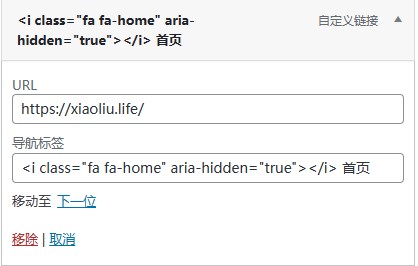 <i class="fa fa-home" aria-
hidden="true"></i> 首页
自定义链接
URL
https://xiaoliu.life/
导航标签
<i class="fa fa-home" aria-hidden="true"></i> 首页
移动至 下一位
移除 | 取消